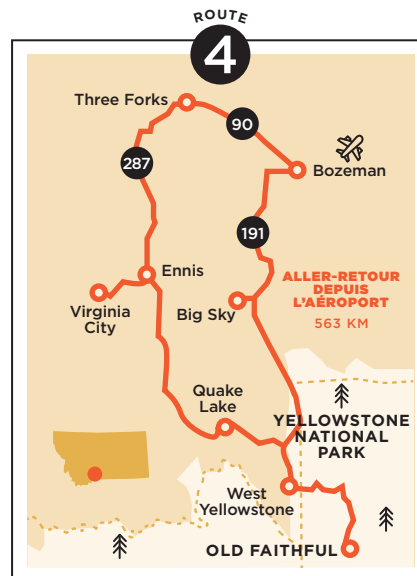 ROUTE
4
Three Forks
90
287
Bozeman
191
Ennis
ALLER-RETOUR
DEPUIS
L'AÉROPORT
563 KM
Virginia
City
Big Sky
Quake
Lake
YELLOWSTONE
NATIONAL
PARK
West
Yellowstone
OLD FAITHFUL